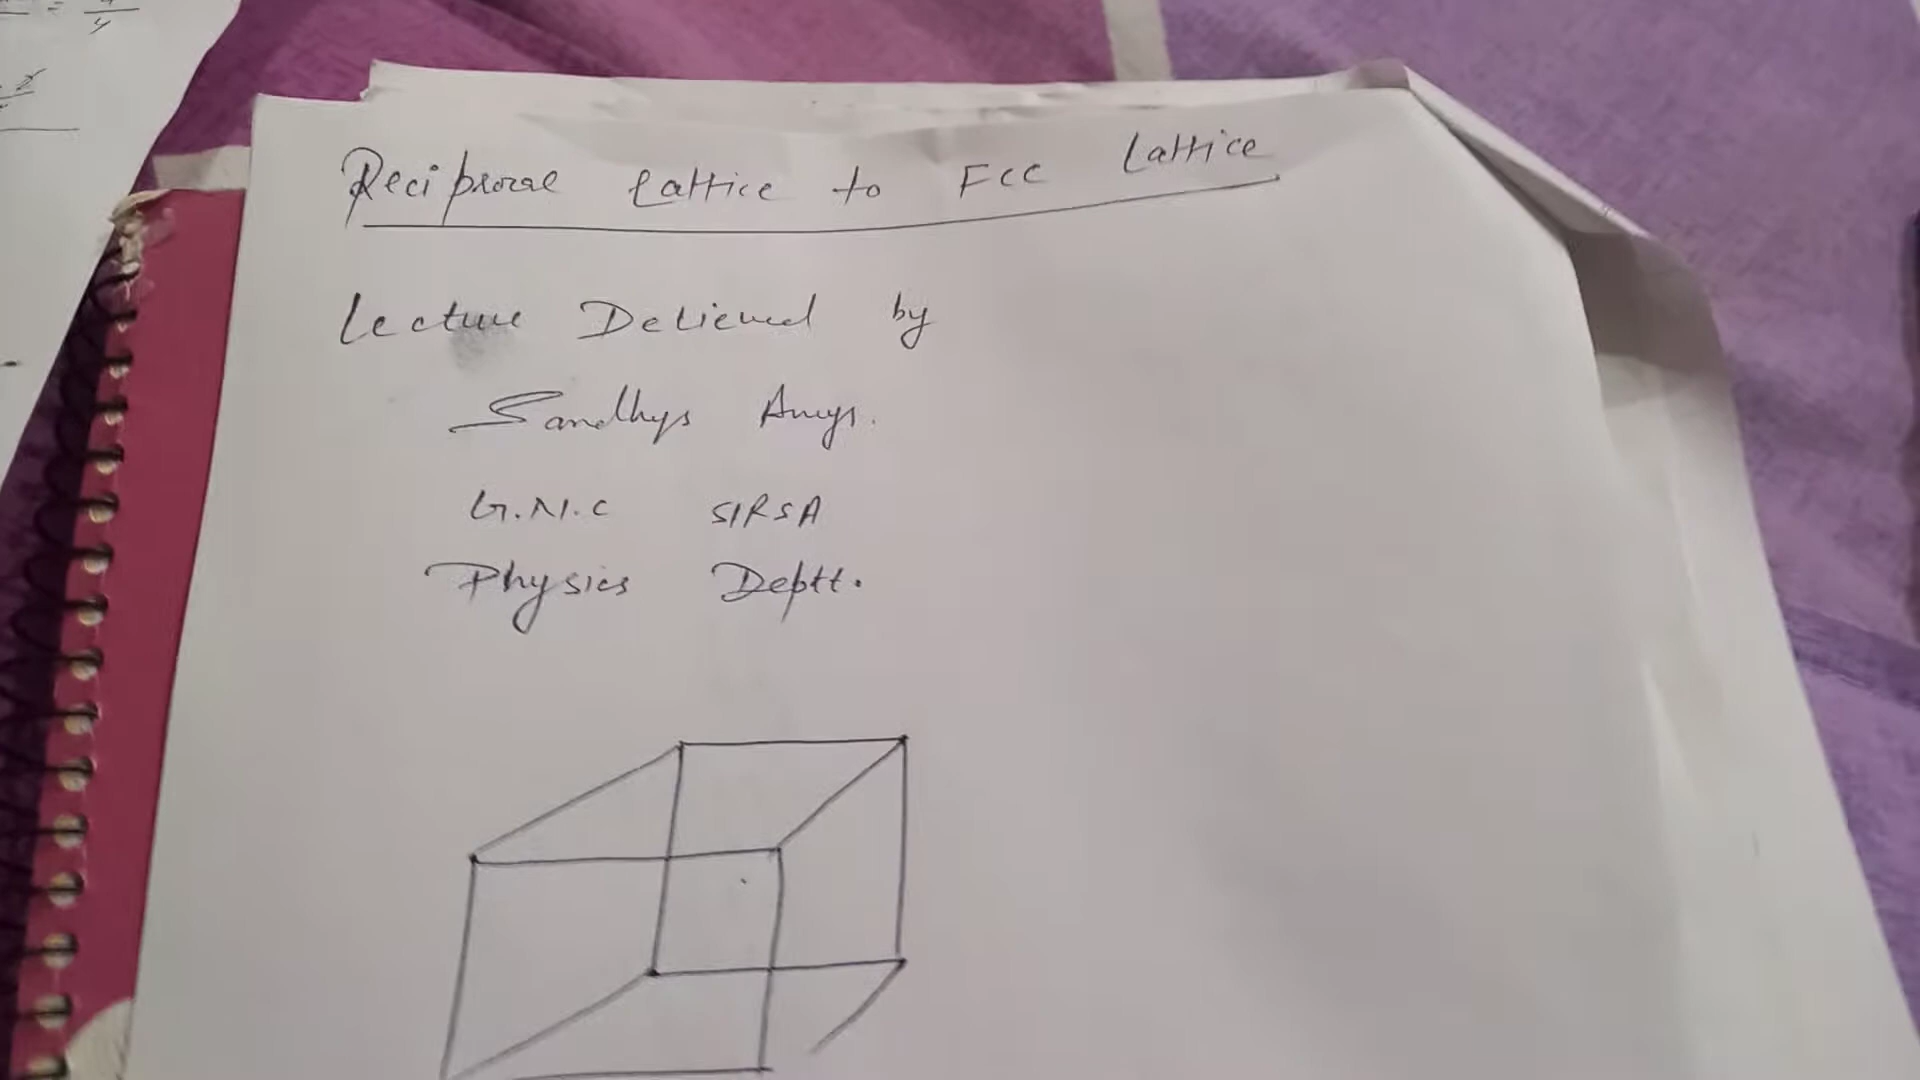 Reciprocal Lattice to FCC Lattice
Lecture Delivered by
Sandhya
G.N.C SIRSA
Physics Deptt.